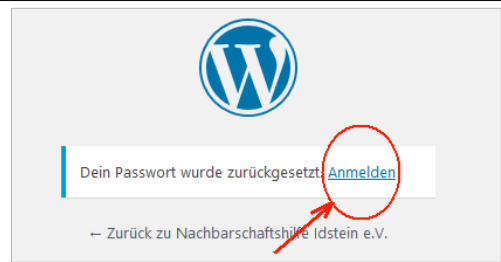 Dein Passwort wurde zurückgesetzt. Anmelden
← Zurück zu Nachbarschaftshilfe Idstein e.V.